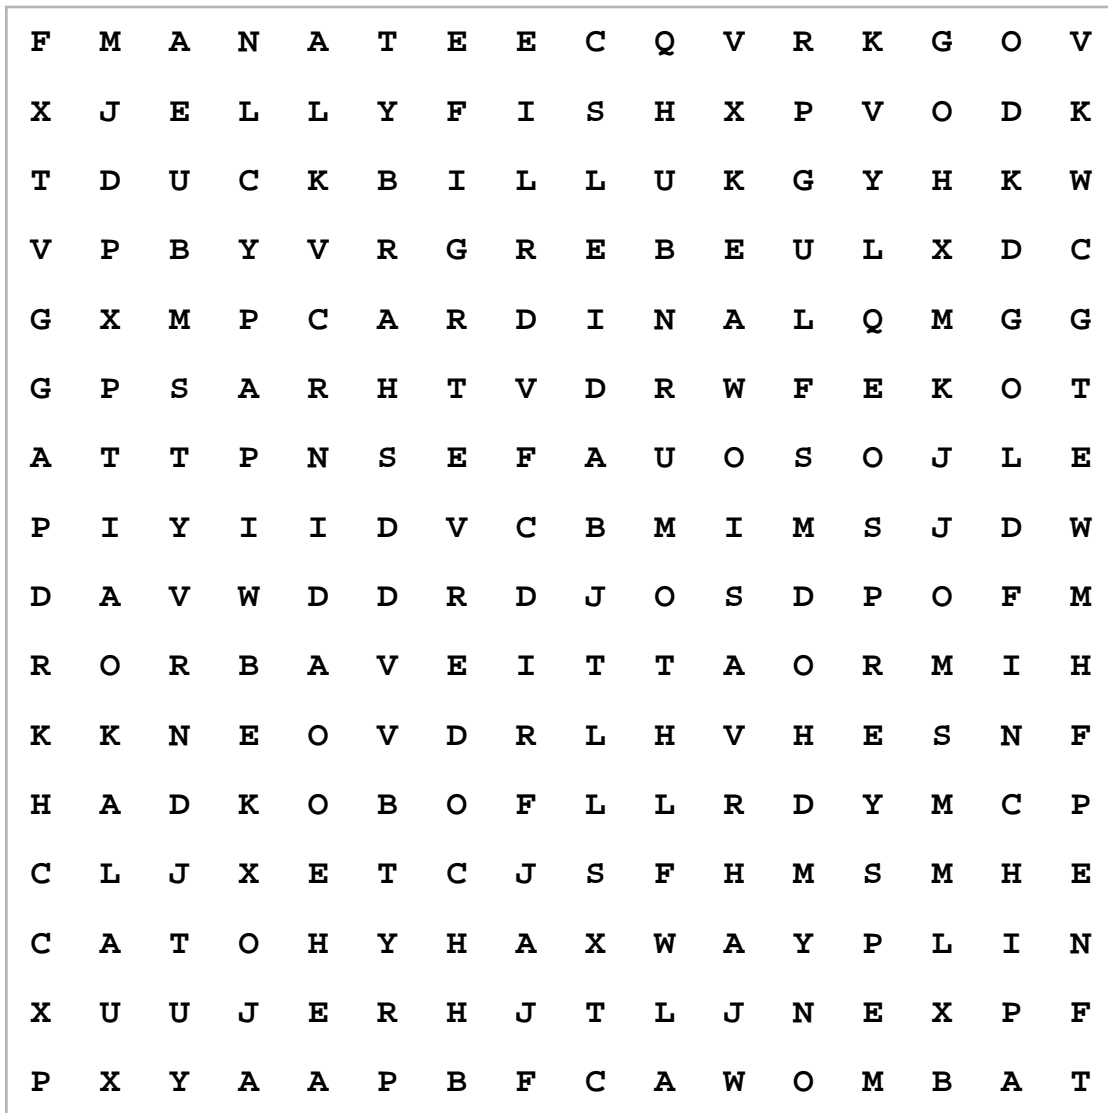 F M A N A T E E C Q V R K G O V
X J E L L Y F I S H X P V O D K
T D U C K B I L L U K G Y H K W
V P B Y V R G R E B E U L X D C
G X M P C A R D I N A L Q M G G
G P S A R H T V D R W F E K O T
A T T P N S E F A U O S O J L E
P I Y I I D V C B M I M S J D W
D A V W D D R D J O S D P O F M
R O R B A V E I T T A O R M I H
K K N E O V D R L H V H E S N F
H A D K O B O F L L R D Y M C P
C L J X E T C J S F H M S M H E
C A T O H Y H A X W A Y P L I N
X U U J E R H J T L J N E X P F
P X Y A A P B F C A W O M B A T